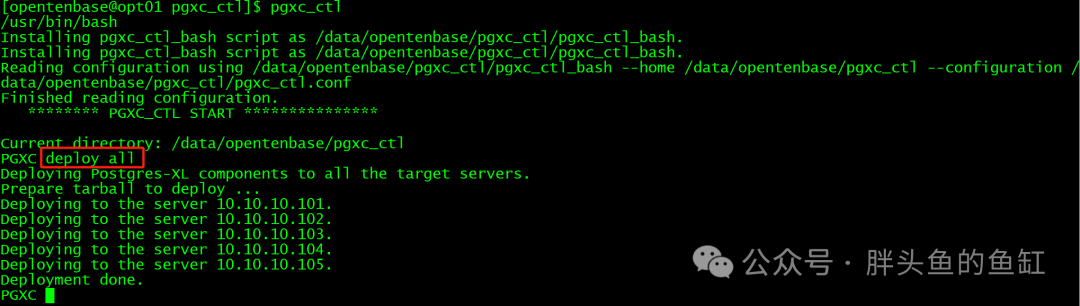 [opentenbase@opt01 pgxc_ctl]$ pgxc_ctl
/usr/bin/bash
Installing pgxc_ctl_bash script as /data/opentenbase/pgxc_ctl/pgxc_ctl_bash.
Installing pgxc_ctl_bash script as /data/opentenbase/pgxc_ctl/pgxc_ctl_bash.
Reading configuration using /data/opentenbase/pgxc_ctl/pgxc_ctl_bash --home /data/opentenbase/pgxc_ctl --configuration /
data/opentenbase/pgxc_ctl/pgxc_ctl.conf
Finished reading configuration.
******** PGXC_CTL START ***************
Current directory: /data/opentenbase/pgxc_ctl
PGXC deploy all
Deploying Postgres-XL components to all the target servers.
Prepare tarball to deploy ...
Deploying to the server 10.10.10.101.
Deploying to the server 10.10.10.102.
Deploying to the server 10.10.10.103.
Deploying to the server 10.10.10.104.
Deploying to the server 10.10.10.105.
Deployment done.
PGXC
公众号 · 胖头鱼的鱼缸